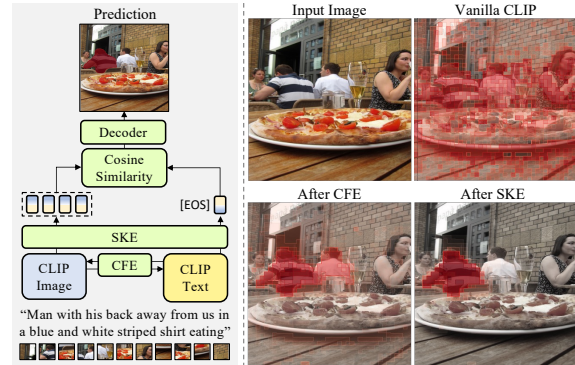 Prediction
Decoder
Cosine
Similarity
[EOS]
SKE
CLIP
Image
CFE
CLIP
Text
“Man with his back away from us in
a blue and white striped shirt eating”
Input Image
Vanilla CLIP
After CFE
After SKE